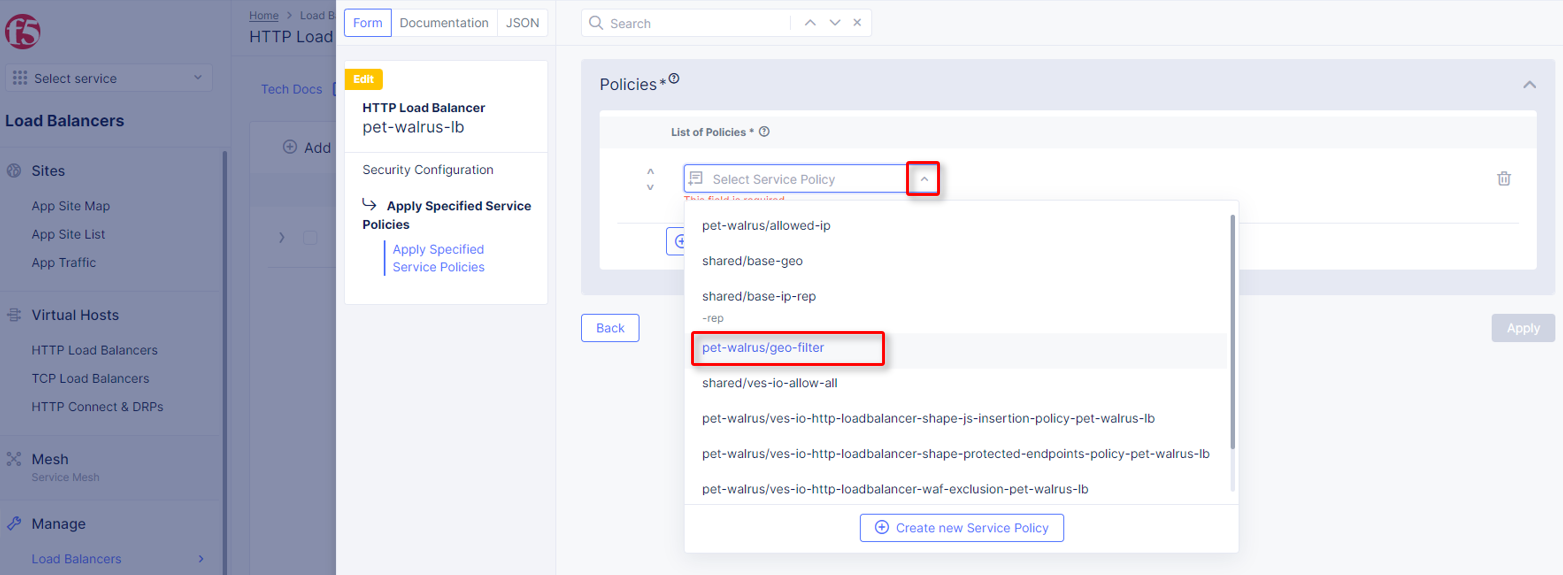 f5
Select service
Load Balancers
Sites
App Site Map
App Site List
App Traffic
Virtual Hosts
HTTP Load Balancers
TCP Load Balancers
HTTP Connect & DRPs
Mesh
Service Mesh
Manage
Load Balancers
Home > Load B
HTTP Load
Tech Docs
Add
Form
Documentation
JSON
Edit
HTTP Load Balancer
pet-walrus-lb
Security Configuration
Apply Specified Service
Policies
Apply Specified
Service Policies
Search
Policies*
List of Policies *
Select Service Policy
This field is required
pet-walrus/allowed-ip
shared/base-geo
shared/base-ip-rep
-rep
pet-walrus/geo-filter
shared/ves-io-allow-all
pet-walrus/ves-io-http-loadbalancer-shape-js-insertion-policy-pet-walrus-lb
pet-walrus/ves-io-http-loadbalancer-shape-protected-endpoints-policy-pet-walrus-lb
pet-walrus/ves-io-http-loadbalancer-waf-exclusion-pet-walrus-lb
Create new Service Policy
Back
Apply